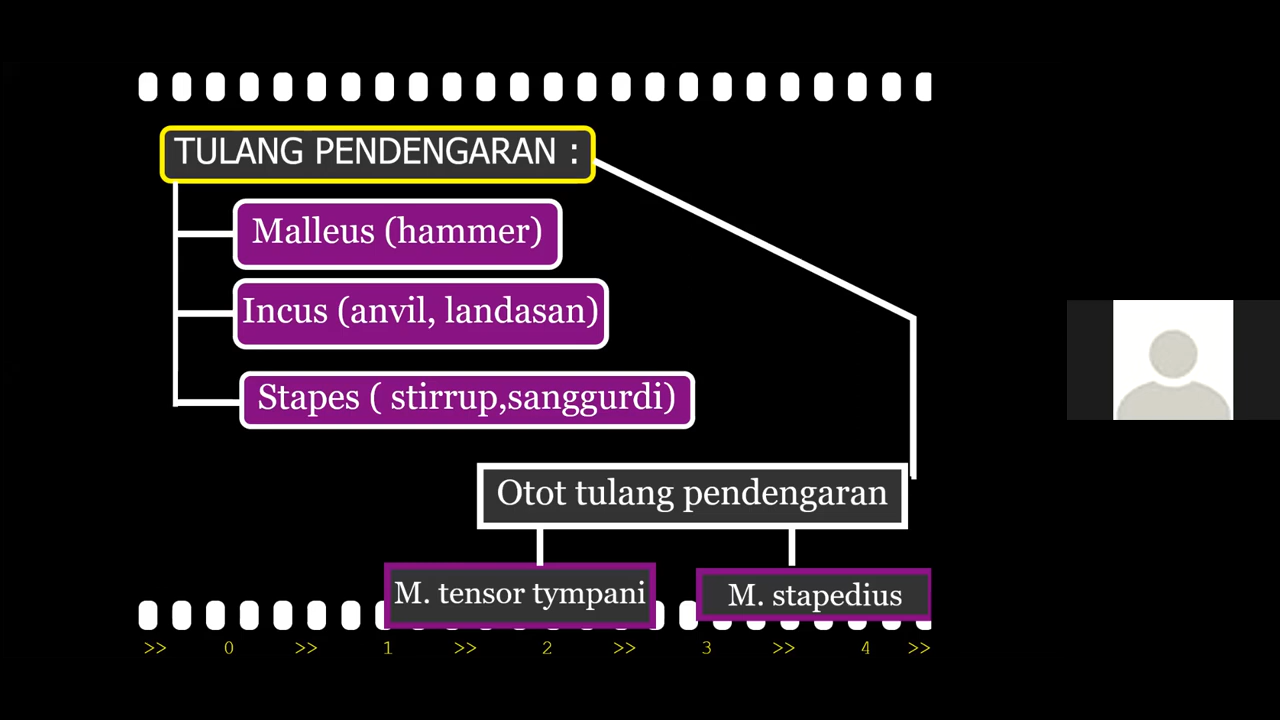 TULANG PENDENGARAN :
Malleus (hammer)
Incus (anvil, landasan)
Stapes ( stirrup,sanggurdi)
Otot tulang pendengaran
M. tensor tympani
M. stapedius
>> 0 >> 1 >> 2 >> 3 >> 4 >>